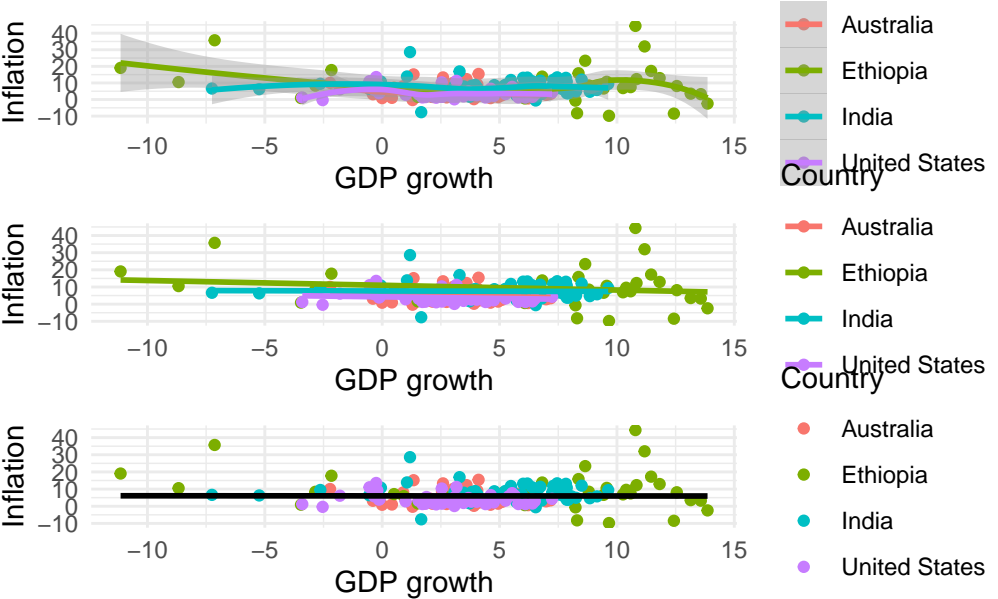 Inflation
40
30
20
10
0
−10
−10 −5 0 5 10 15
GDP growth
Australia
Ethiopia
India
United States
Country
Inflation
40
30
20
10
0
−10
−10 −5 0 5 10 15
GDP growth
Australia
Ethiopia
India
United States
Country
Inflation
40
30
20
10
0
−10
−10 −5 0 5 10 15
GDP growth
Australia
Ethiopia
India
United States